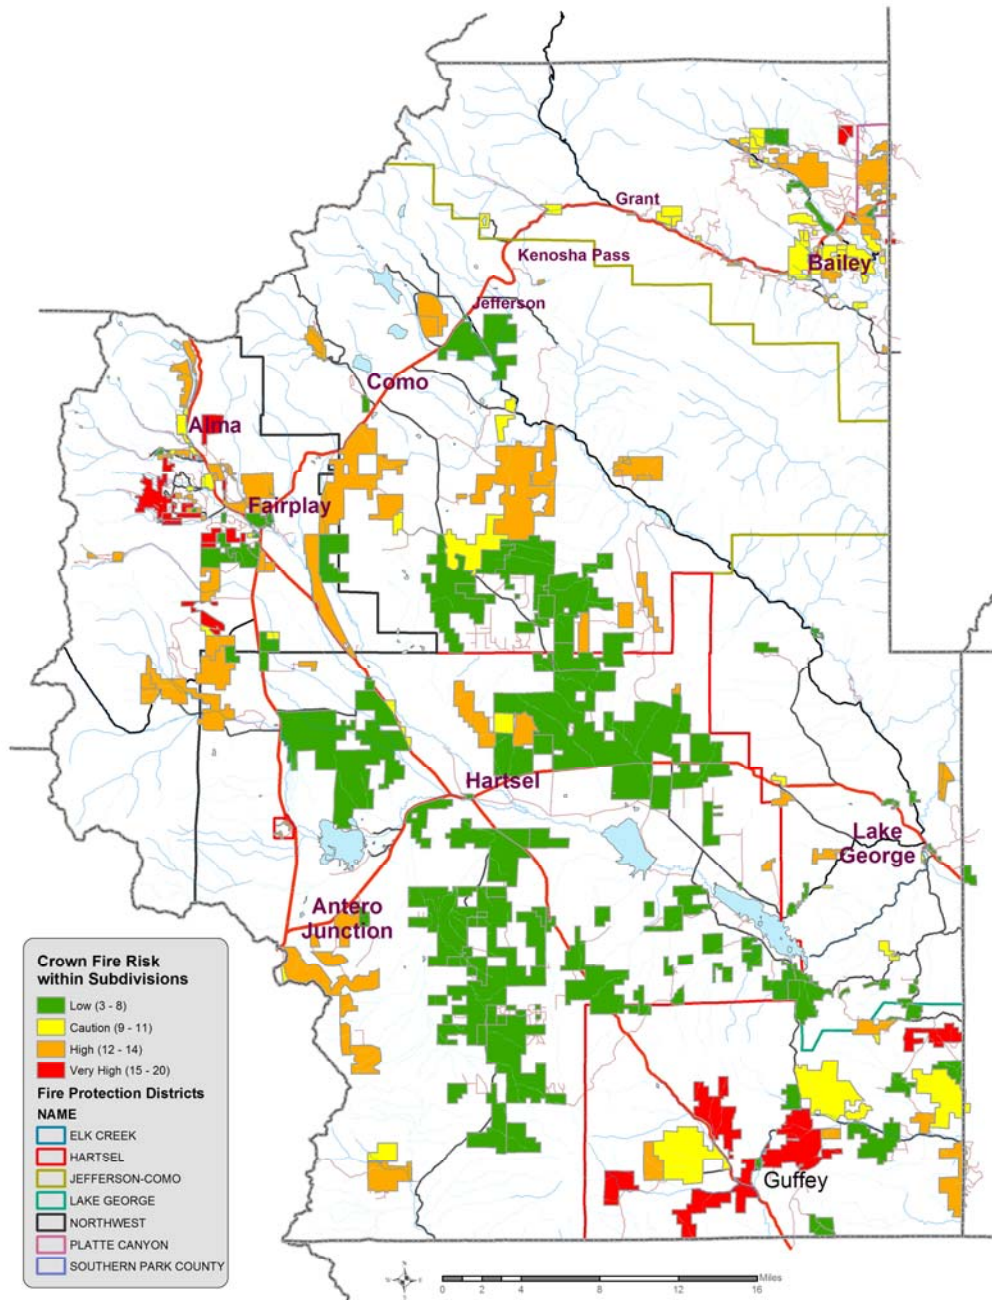 Grant
Kenosha Pass
Bailey
Jefferson
Como
Alma
Fairplay
Hartsel
Lake
George
Antero
Junction
Guffey
Crown Fire Risk
within Subdivisions
Low (3 - 8)
Caution (9 - 11)
High (12 - 14)
Very High (15 - 20)
Fire Protection Districts
NAME
ELK CREEK
HARTSEL
JEFFERSON-COMO
LAKE GEORGE
NORTHWEST
PLATTE CANYON
SOUTHERN PARK COUNTY
N
W E
S
Miles
0 2 4 8 12 16